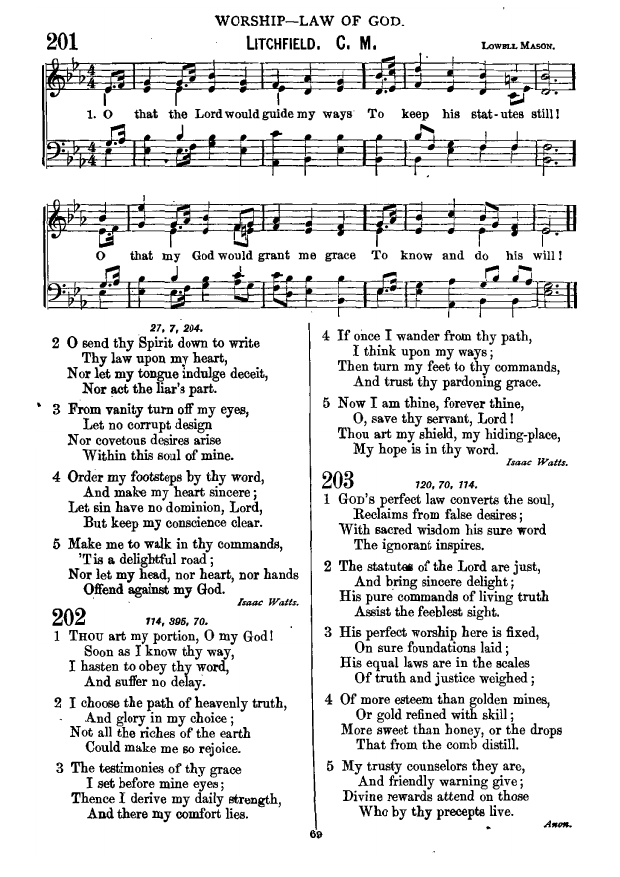 WORSHIP—LAW OF GOD.
201 LITCHFIELD. C. M. LOWELL MASON.
1. O that the Lord would guide my ways To keep his stat-utes still!
O that my God would grant me grace To know and do his will!
27, 7, 204.
2 O send thy Spirit down to write
Thy law upon my heart,
Nor let my tongue indulge deceit,
Nor act the liar's part.
3 From vanity turn off my eyes,
Let no corrupt design
Nor covetous desires arise
Within this soul of mine.
4 Order my footsteps by thy word,
And make my heart sincere;
Let sin have no dominion, Lord,
But keep my conscience clear.
5 Make me to walk in thy commands,
'Tis a delightful road;
Nor let my head, nor heart, nor hands
Offend against my God.
Isaac Watts.
202 114, 395, 70.
1 THOU art my portion, O my God!
Soon as I know thy way,
I hasten to obey thy word,
And suffer no delay.
2 I choose the path of heavenly truth,
And glory in my choice;
Not all the riches of the earth
Could make me so rejoice.
3 The testimonies of thy grace
I set before mine eyes;
Thence I derive my daily strength,
And there my comfort lies.
4 If once I wander from thy path,
I think upon my ways;
Then turn my feet to thy commands,
And trust thy pardoning grace.
5 Now I am thine, forever thine,
O, save thy servant, Lord!
Thou art my shield, my hiding-place,
My hope is in thy word.
Isaac Watts.
203 120, 70, 114.
1 GOD'S perfect law converts the soul,
Reclaims from false desires;
With sacred wisdom his sure word
The ignorant inspires.
2 The statutes of the Lord are just,
And bring sincere delight;
His pure commands of living truth
Assist the feeblest sight.
3 His perfect worship here is fixed,
On sure foundations laid;
His equal laws are in the scales
Of truth and justice weighed;
4 Of more esteem than golden mines,
Or gold refined with skill;
More sweet than honey, or the drops
That from the comb distill.
5 My trusty counselors they are,
And friendly warning give;
Divine rewards attend on those
Who by thy precepts live.
Anon.
69